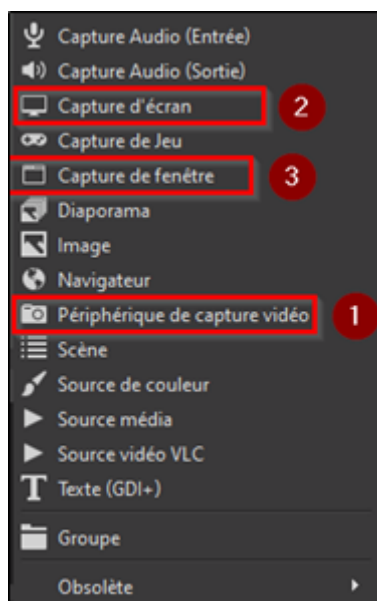 Capture Audio (Entrée)
Capture Audio (Sortie)
Capture d'écran 2
Capture de Jeu
Capture de fenêtre 3
Diaporama
Image
Navigateur
Périphérique de capture vidéo 1
Scène
Source de couleur
Source média
Source vidéo VLC
T Texte (GDI+)
Groupe
Obsolète